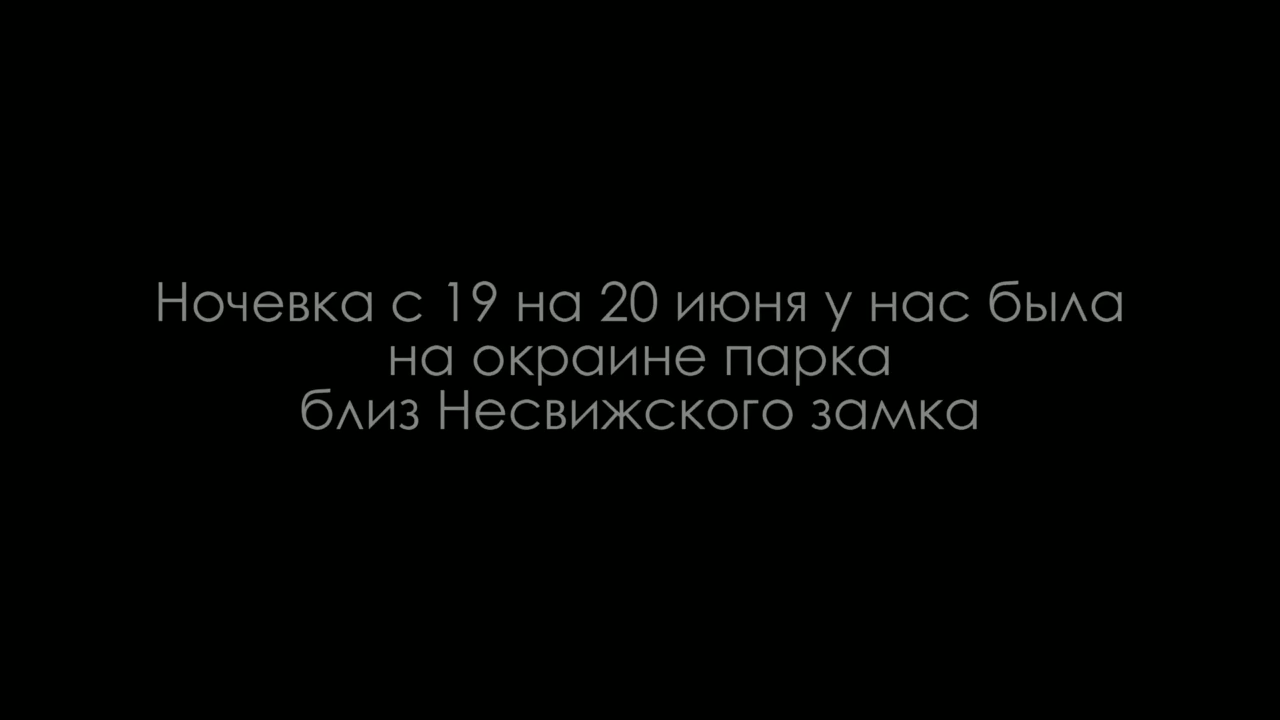 Ночевка с 19 на 20 июня у нас была
на окраине парка
близ Несвижского замка